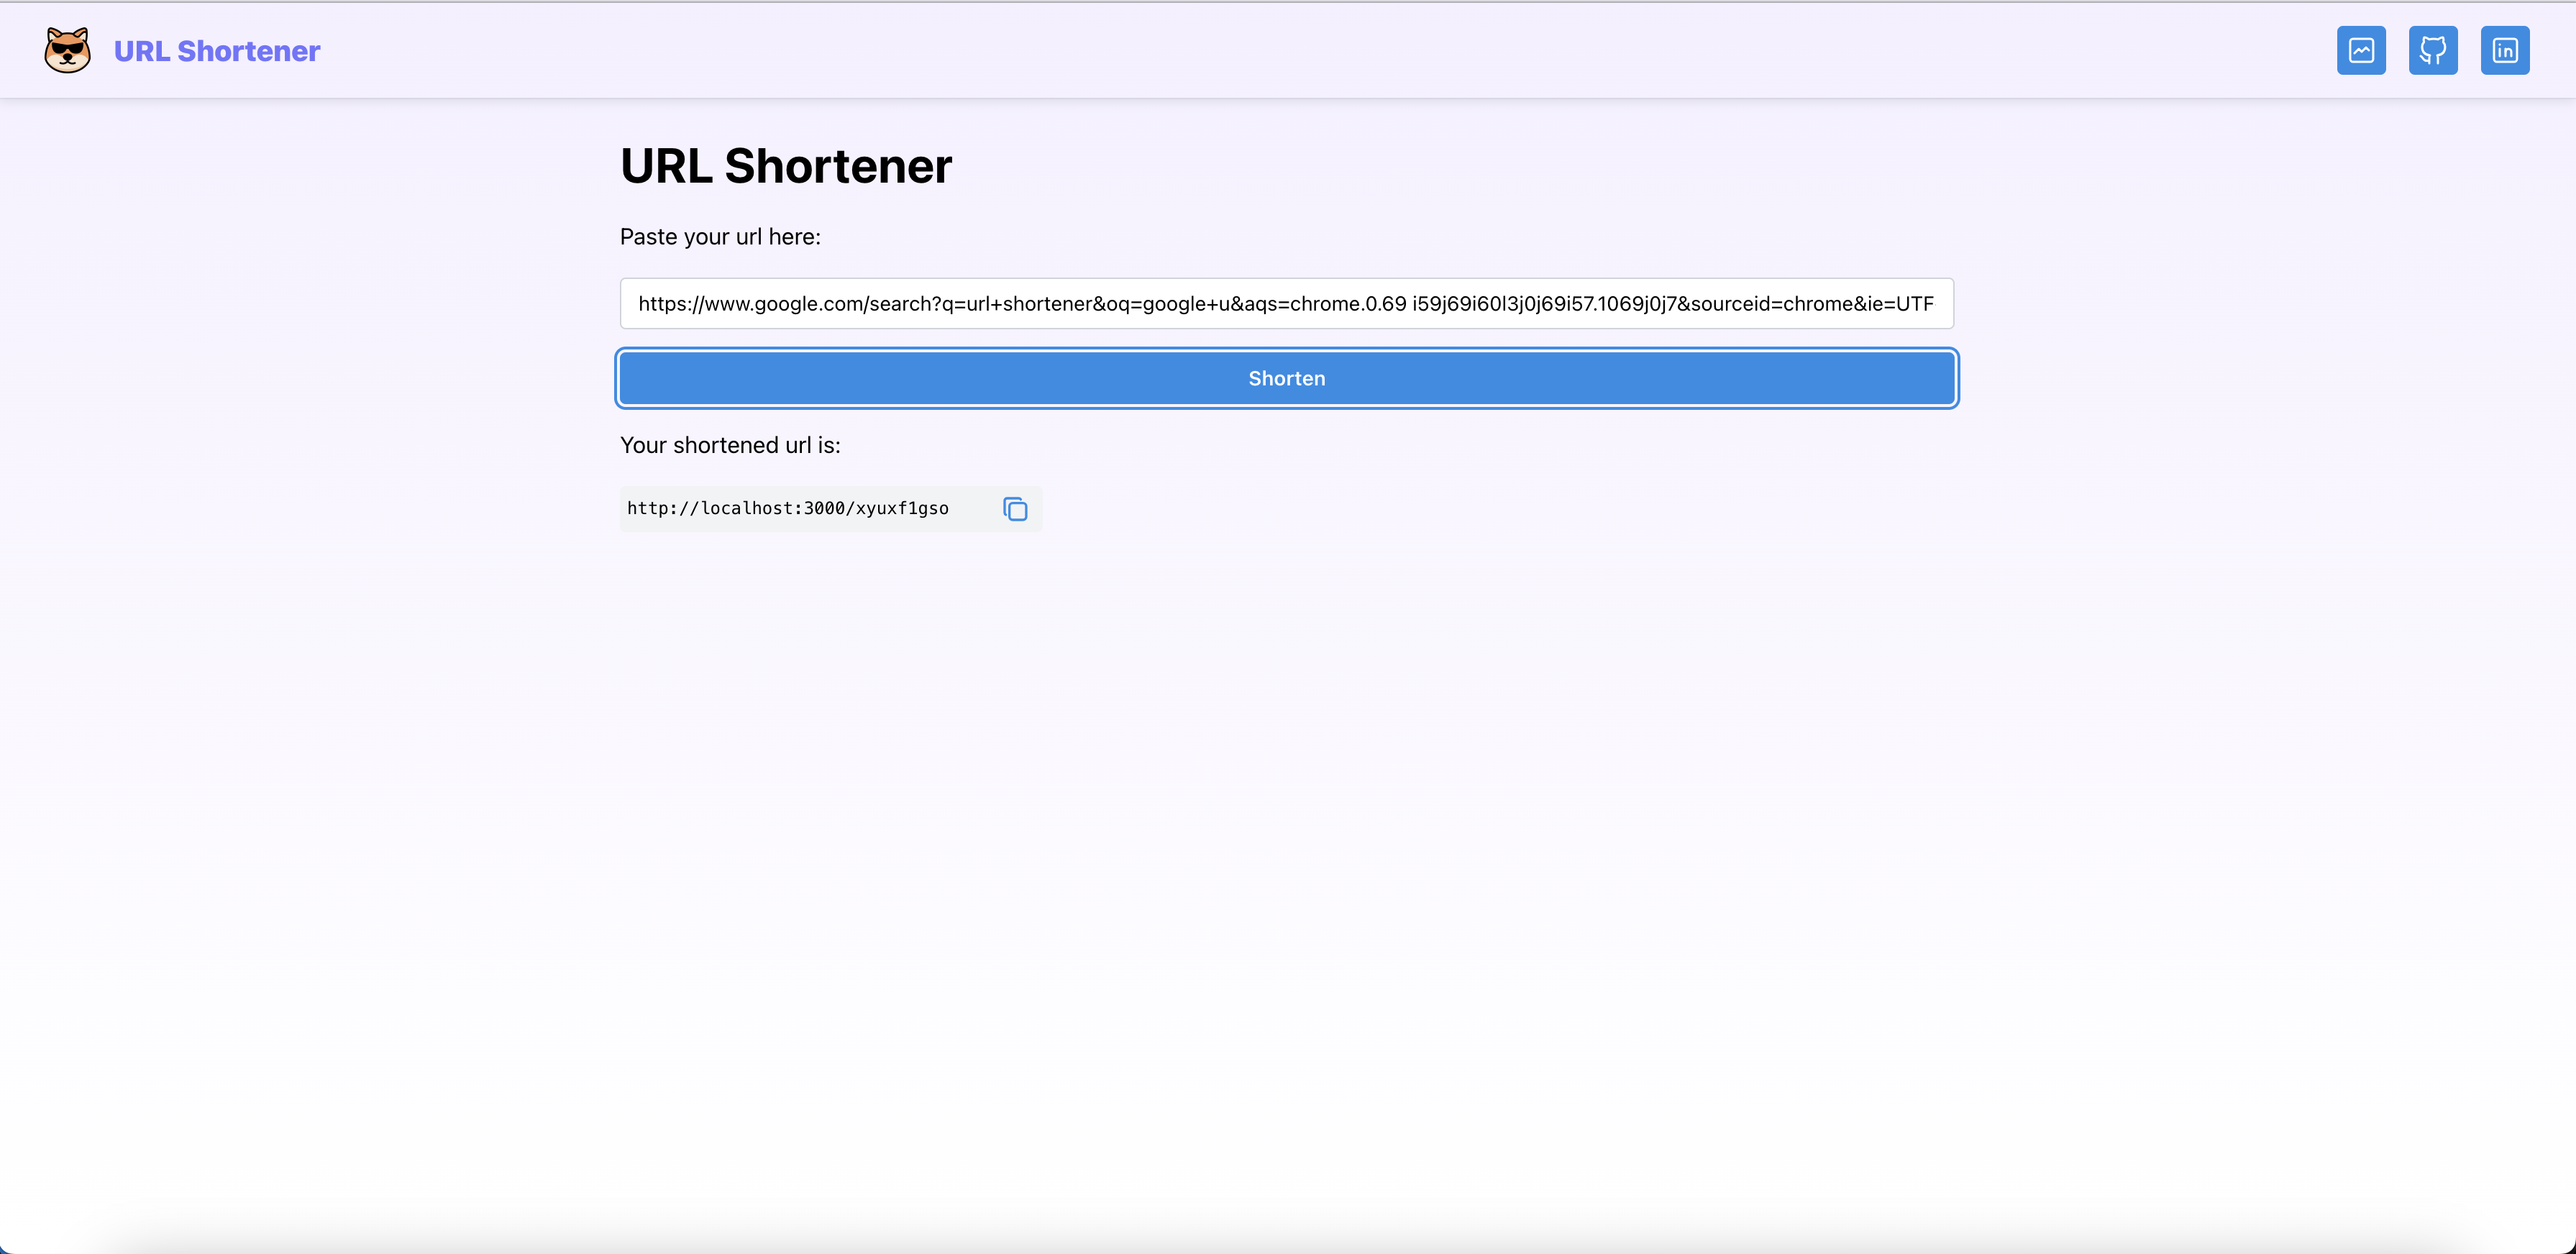 URL Shortener
in
URL Shortener
Paste your url here:
https://www.google.com/search?q=url+shortener&oq=google+u&aqs=chrome.0.69 i59j69i60l3j0j69i57.1069j0j7&sourceid=chrome&ie=UTF
Shorten
Your shortened url is:
http://localhost:3000/xyuxf1gso